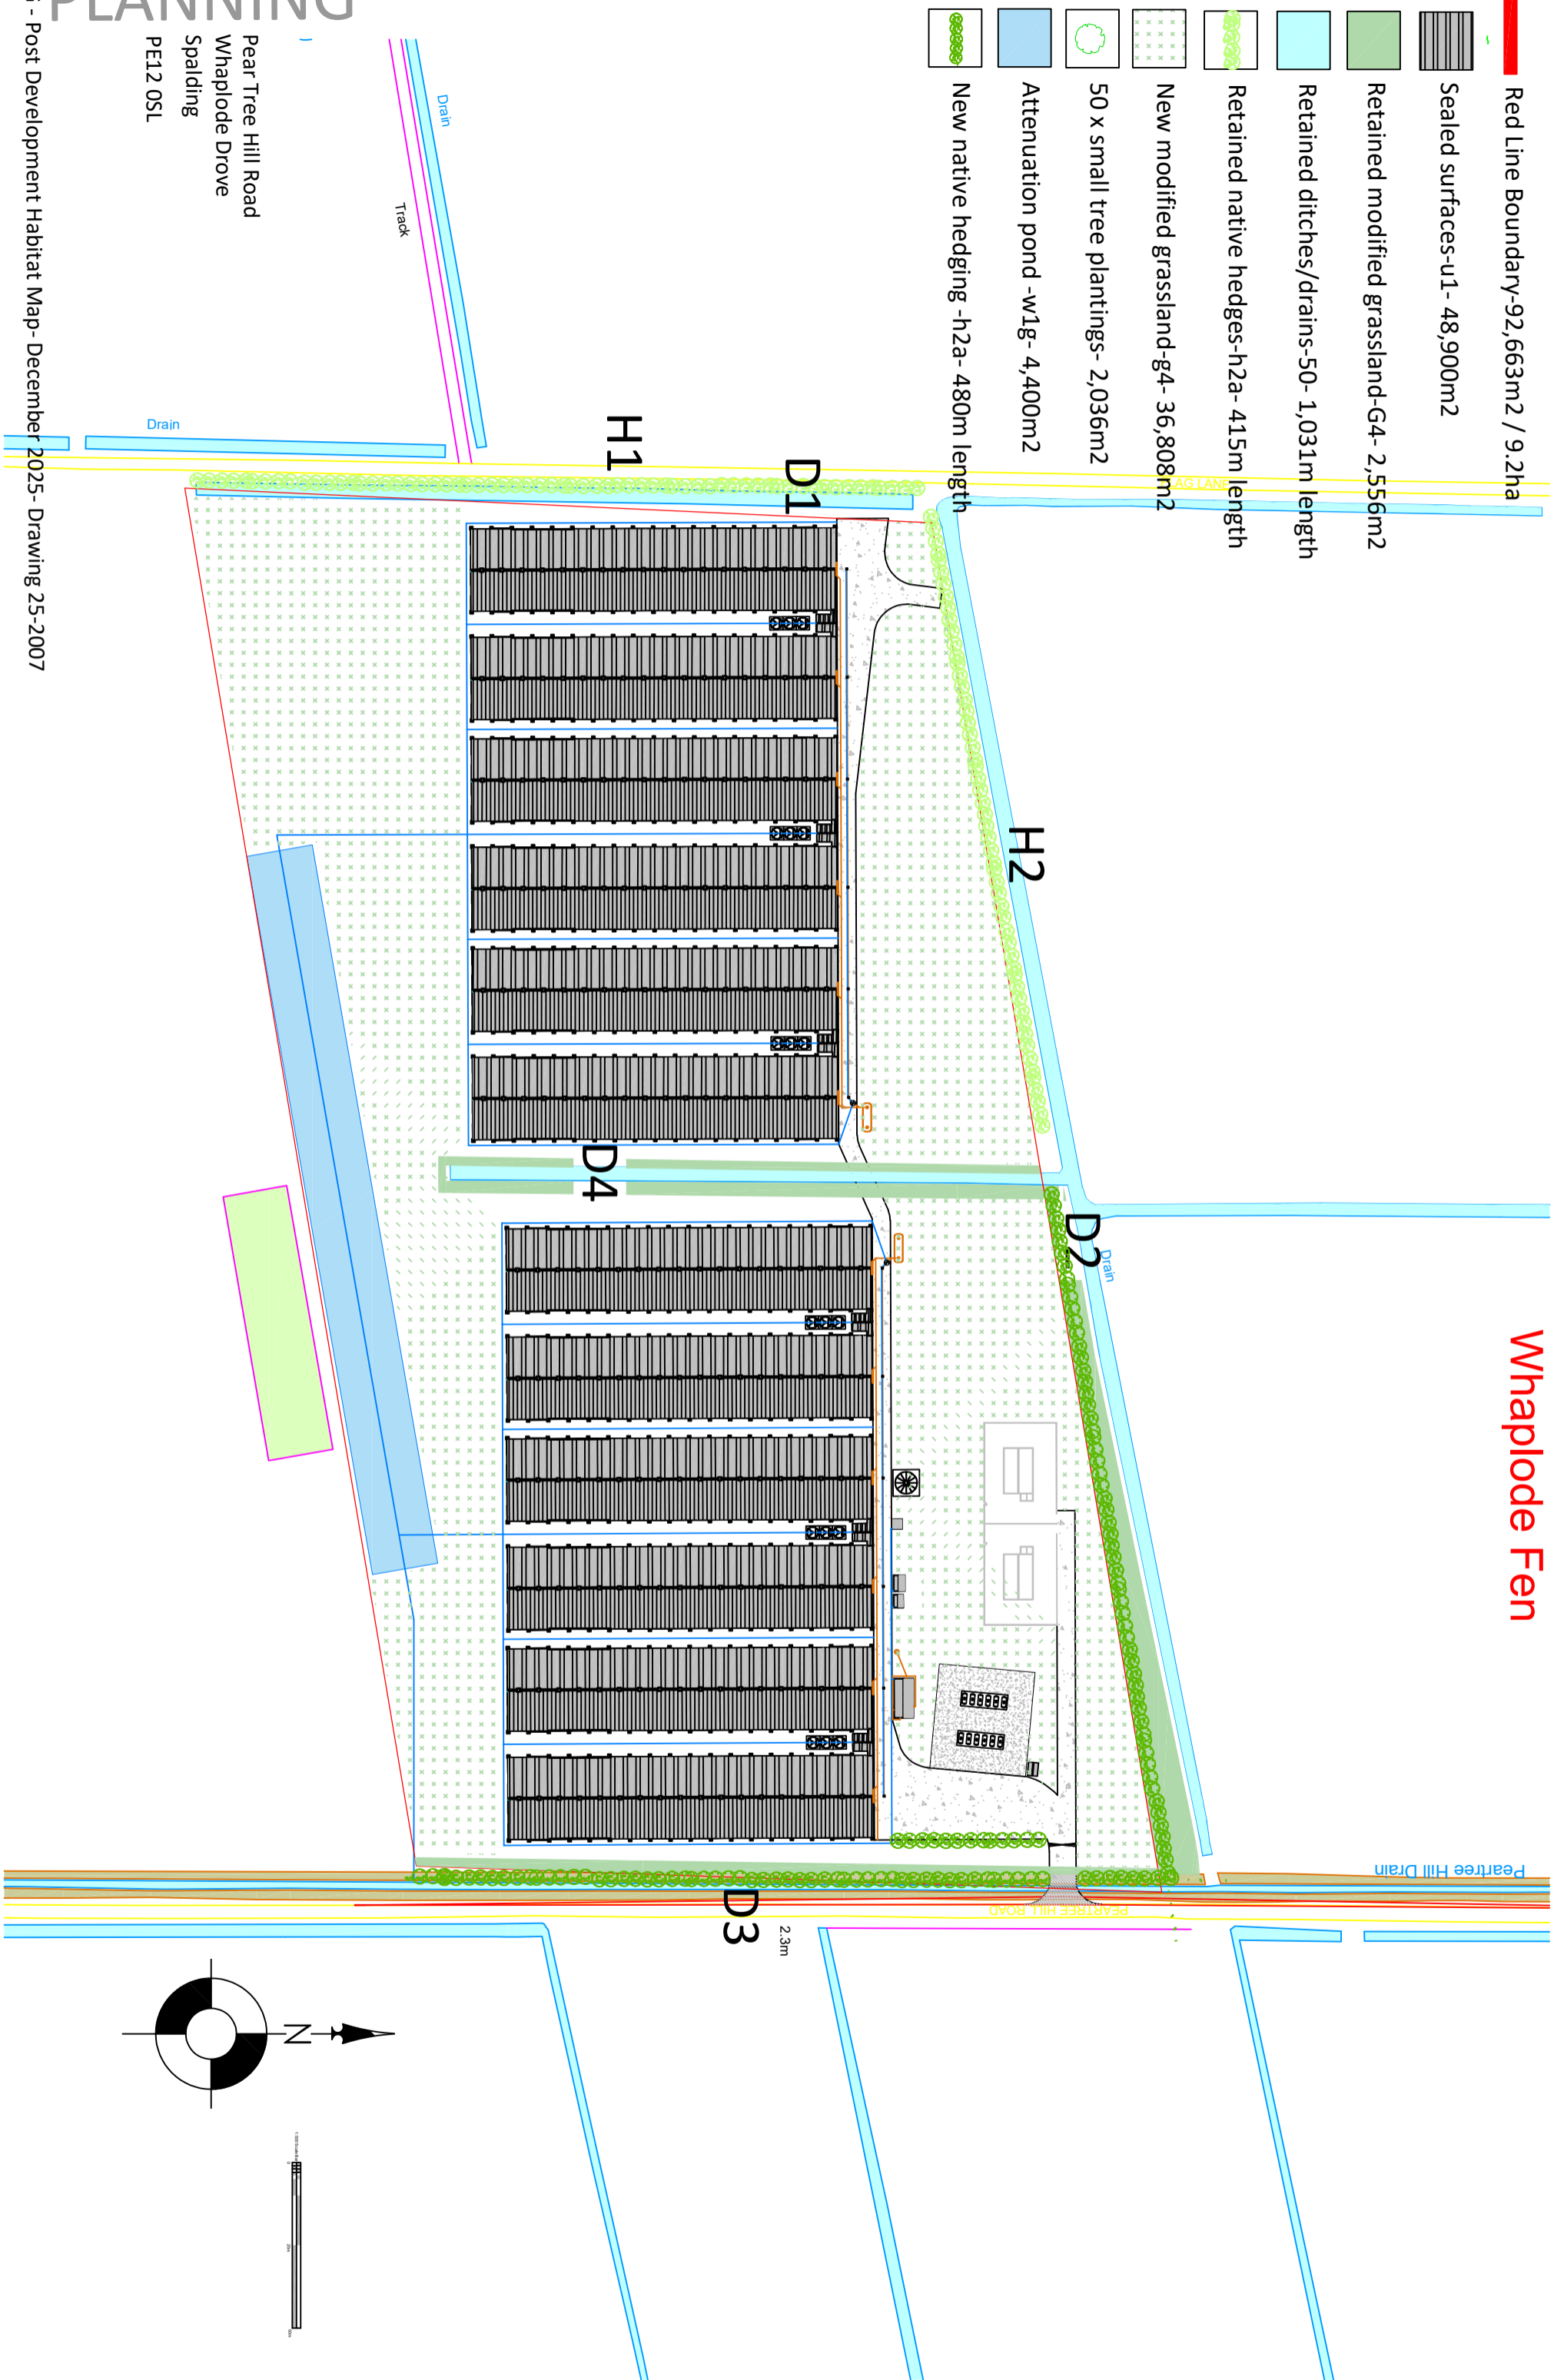 Red Line Boundary-92,663m2 / 9.2ha
Sealed surfaces-u1- 48,900m2
Retained modified grassland-G4- 2,556m2
Retained ditches/drains-50- 1,031m length
Retained native hedges-h2a- 415m length
New modified grassland-g4- 36,808m2
50 x small tree plantings- 2,036m2
Attenuation pond -w1g- 4,400m2
New native hedging -h2a- 480m length
Whaplode Fen
Drain
Track
Drain
H1
D1
H2
D4
D2
Drain
D3
2.3m
PEARTREE HILL ROAD
Peartree Hill Drain
N
PLANNING
Pear Tree Hill Road
Whaplode Drove
Spalding
PE12 0SL
- Post Development Habitat Map- December 2025- Drawing 25-2007